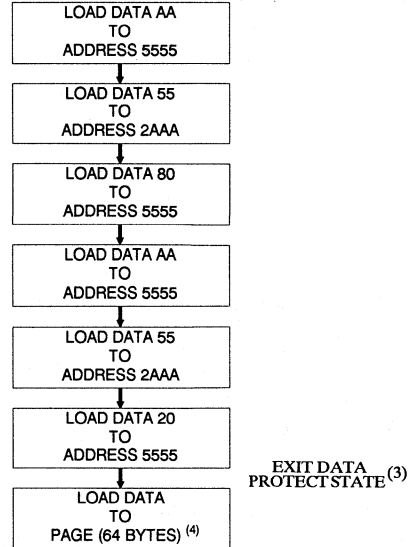 LOAD DATA AA
TO
ADDRESS 5555
LOAD DATA 55
TO
ADDRESS 2AAA
LOAD DATA 80
TO
ADDRESS 5555
LOAD DATA AA
TO
ADDRESS 5555
LOAD DATA 55
TO
ADDRESS 2AAA
LOAD DATA 20
TO
ADDRESS 5555
EXIT DATA
PROTECT STATE (3)
LOAD DATA
TO
PAGE (64 BYTES) (4)